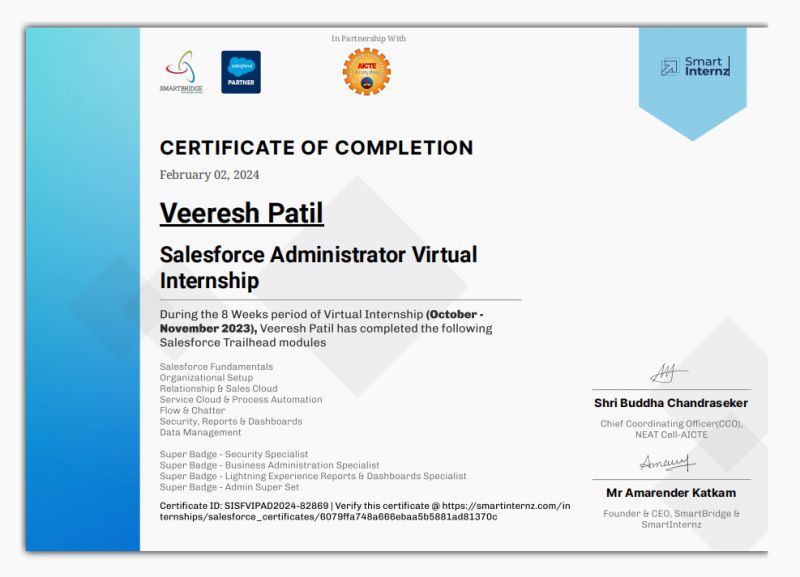 In Partnership With
SMARTBRIDGE
salesforce
PARTNER
AICTE
Smart
Internz
CERTIFICATE OF COMPLETION
February 02, 2024
Veeresh Patil
Salesforce Administrator Virtual
Internship
During the 8 Weeks period of Virtual Internship (October -
November 2023), Veeresh Patil has completed the following
Salesforce Trailhead modules
Salesforce Fundamentals
Organizational Setup
Relationship & Sales Cloud
Service Cloud & Process Automation
Flow & Chatter
Security, Reports & Dashboards
Data Management
Super Badge - Security Specialist
Super Badge - Business Administration Specialist
Super Badge - Lightning Experience Reports & Dashboards Specialist
Super Badge - Admin Super Set
Certificate ID: SISFVIPAD2024-82869 | Verify this certificate @ https://smartinternz.com/in
ternships/salesforce_certificates/6079ffa748a666ebaa5b5881ad81370c
Shri Buddha Chandraseker
Chief Coordinating Officer(CCO),
NEAT Cell-AICTE
Mr Amarender Katkam
Founder & CEO, SmartBridge &
SmartInternz